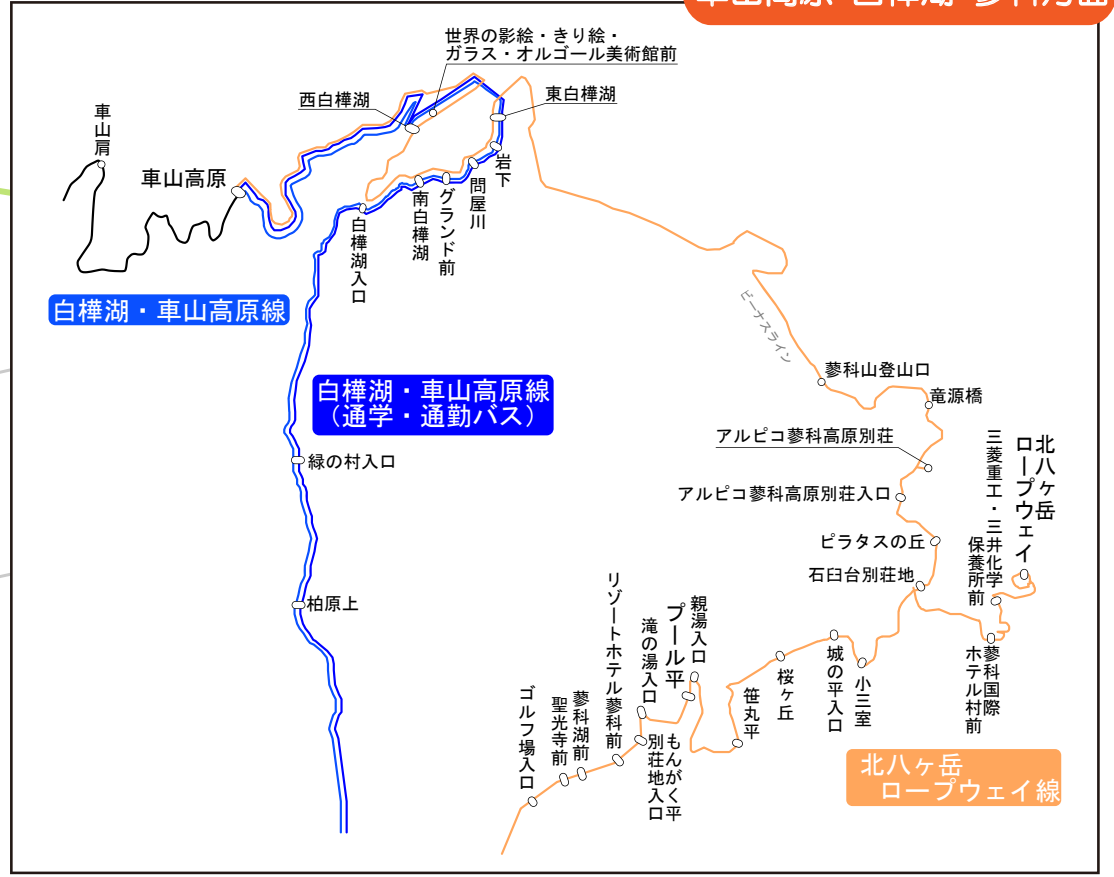 車山高原・白樺湖・蓼科方面
世界の影絵・きり絵・
ガラス・オルゴール美術館前
西白樺湖
東白樺湖
車山肩
車山高原
岩下
問屋川
グランド前
南白樺湖
白樺湖入口
白樺湖・車山高原線
白樺湖・車山高原線
（通学・通勤バス）
ビーナスライン
蓼科山登山口
竜源橋
アルピコ蓼科高原別荘
アルピコ蓼科高原別荘入口
ピラタスの丘
石臼台別荘地
北八ヶ岳
ロープウェイ
三菱重工・三井化学
保養所前
蓼科国際
ホテル村前
緑の村入口
柏原上
小三室
城の平入口
桜ヶ丘
笹丸平
親湯入口
プール平
滝の湯入口
もんがく平
別荘地入口
リゾートホテル蓼科前
蓼科湖前
聖光寺前
ゴルフ場入口
北八ヶ岳
ロープウェイ線